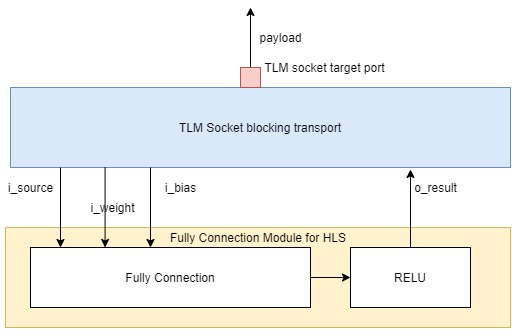 payload
TLM socket target port
TLM Socket blocking transport
i_source
i_weight
i_bias
o_result
Fully Connection Module for HLS
Fully Connection
RELU